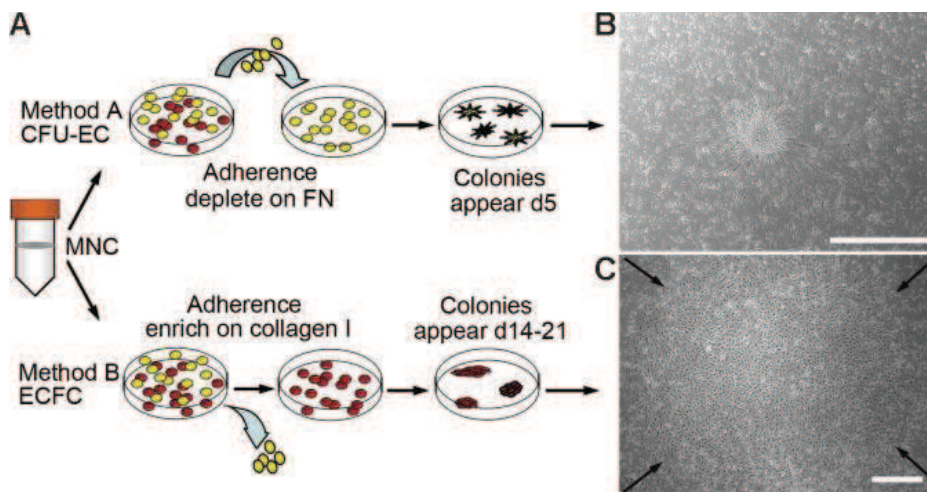 A
B
Method A
CFU-EC
Adherence
deplete on FN
Colonies
appear d5
MNC
C
Adherence
enrich on collagen I
Colonies
appear d14-21
Method B
ECFC